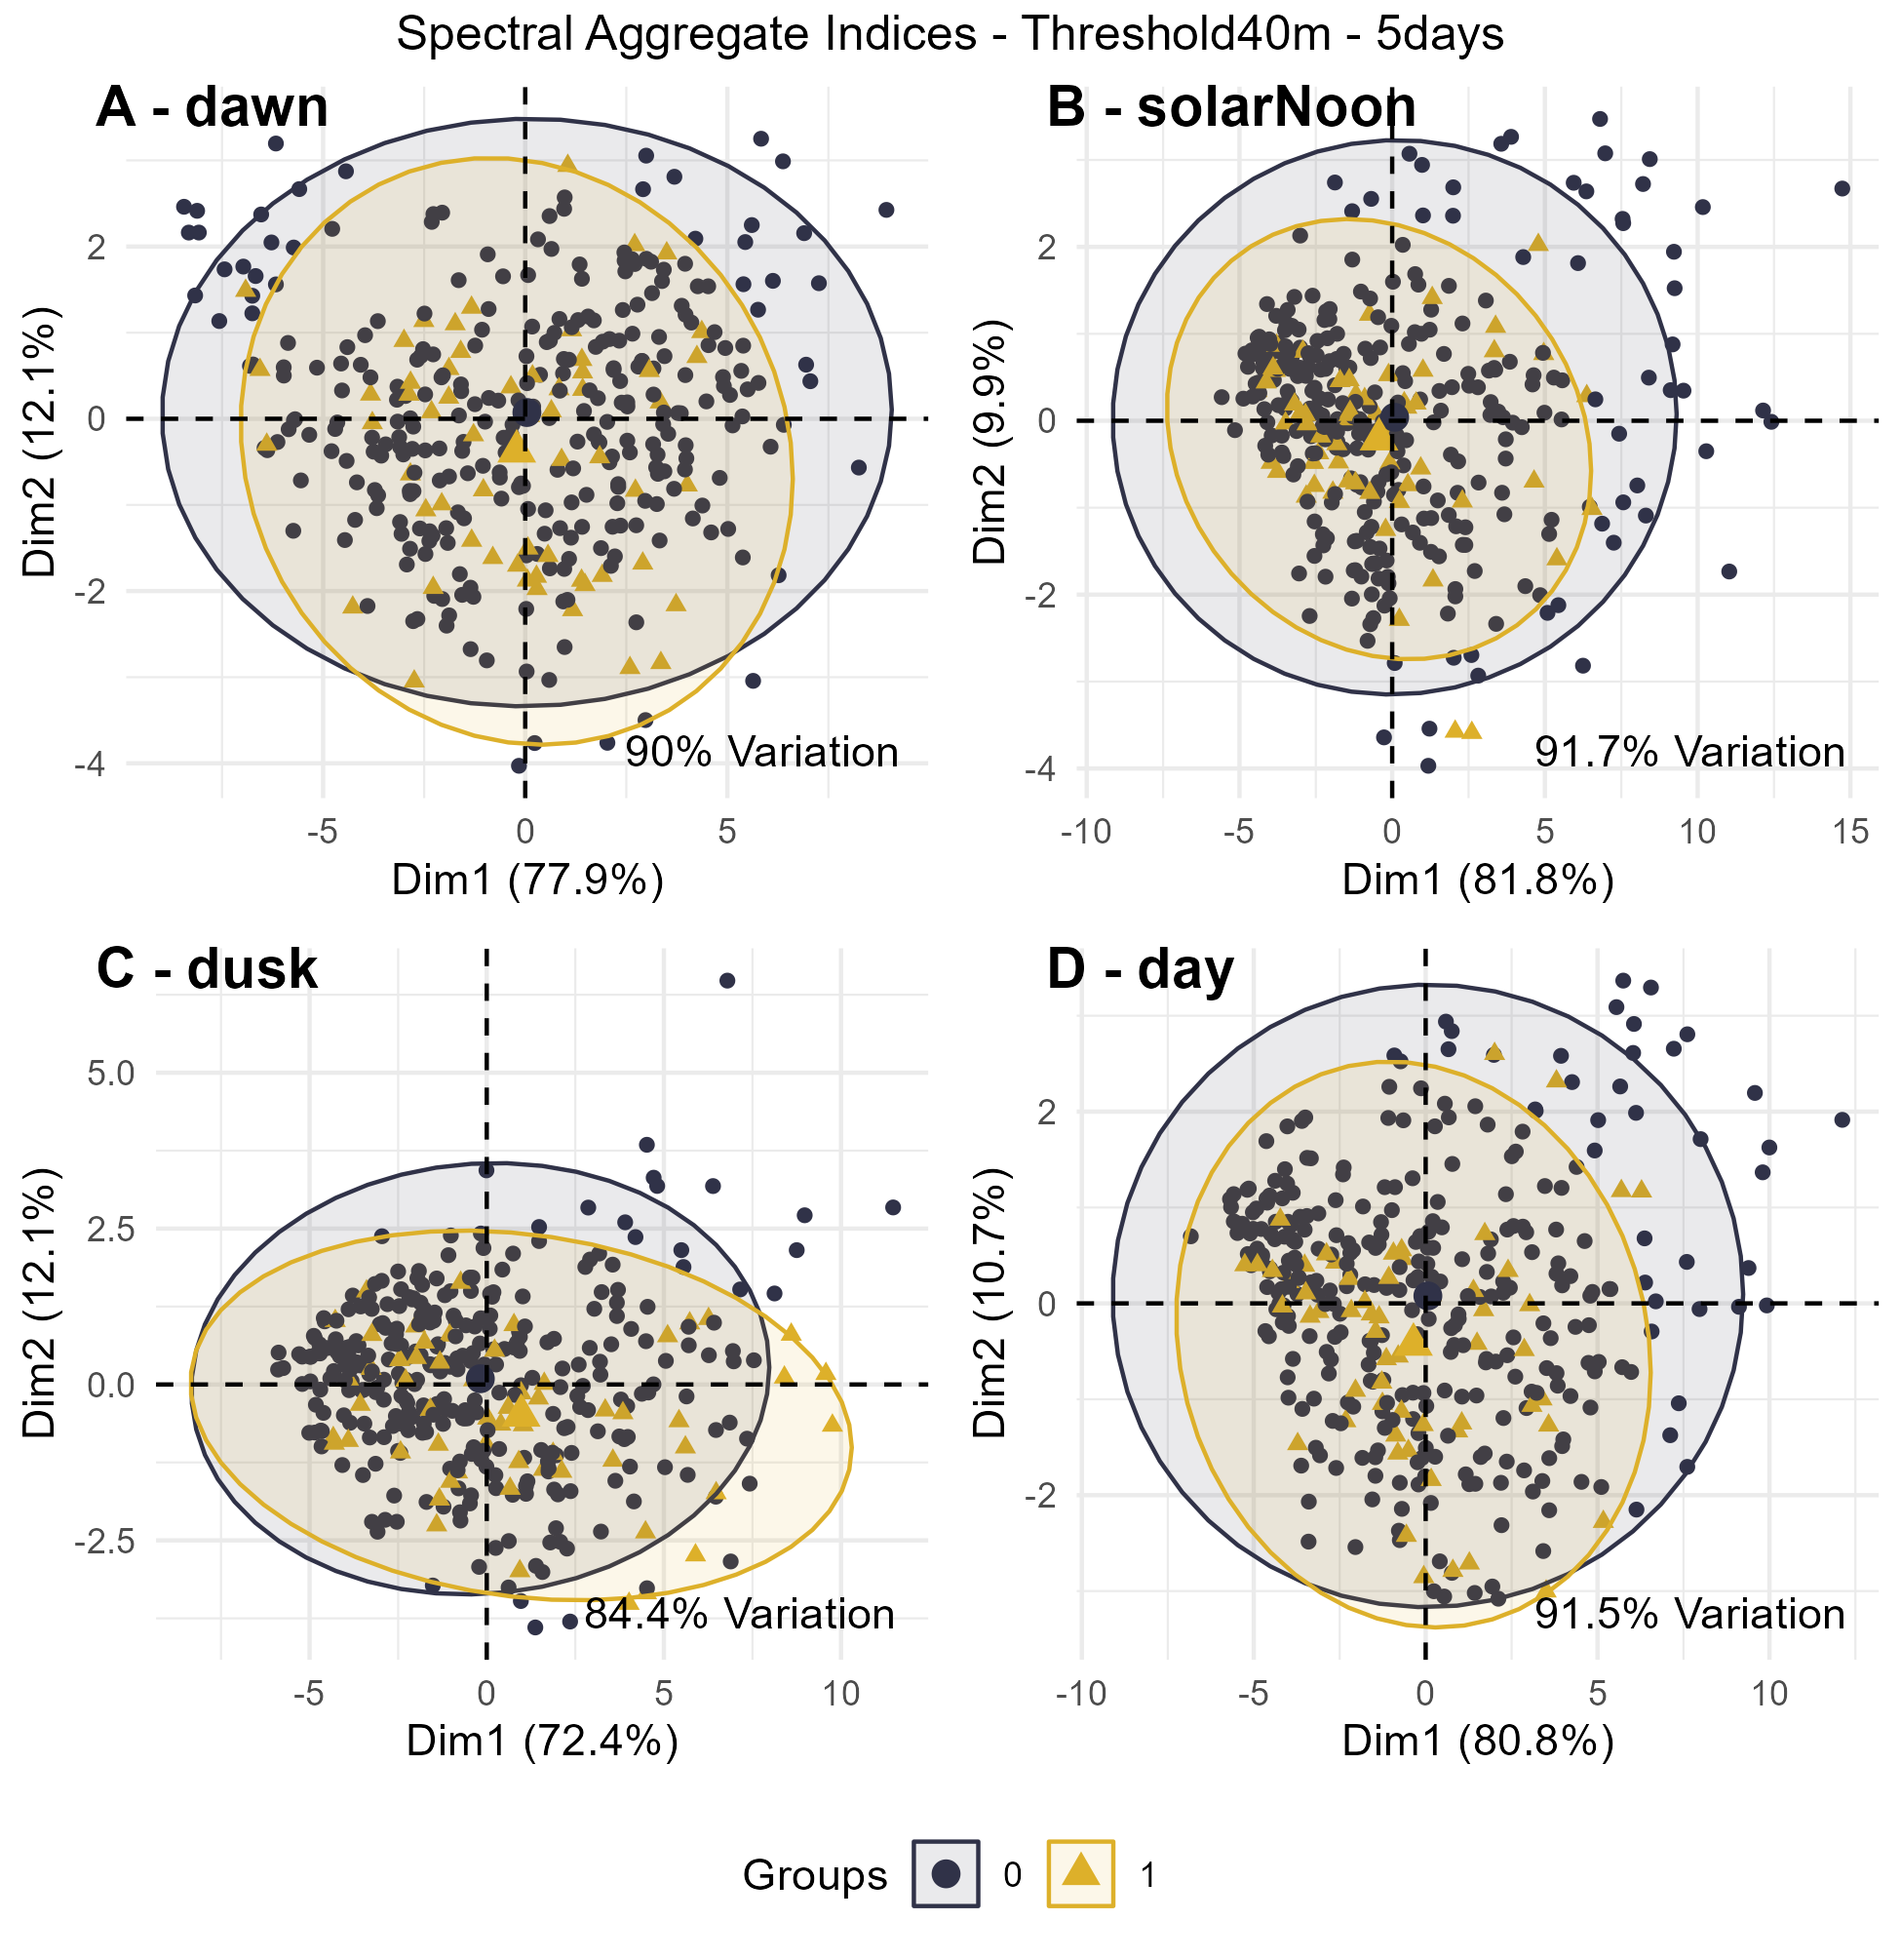 Spectral Aggregate Indices - Threshold40m - 5days
A - dawn
2
0
-2
-4
Dim2 (12.1%)
90% Variation
-5 0 5
Dim1 (77.9%)
B - solarNoon
2
0
-2
-4
Dim2 (9.9%)
91.7% Variation
-10 -5 0 5 10 15
Dim1 (81.8%)
C - dusk
5.0
2.5
0.0
-2.5
Dim2 (12.1%)
84.4% Variation
-5 0 5 10
Dim1 (72.4%)
D - day
2
0
-2
Dim2 (10.7%)
91.5% Variation
-10 -5 0 5 10
Dim1 (80.8%)
Groups 0 1